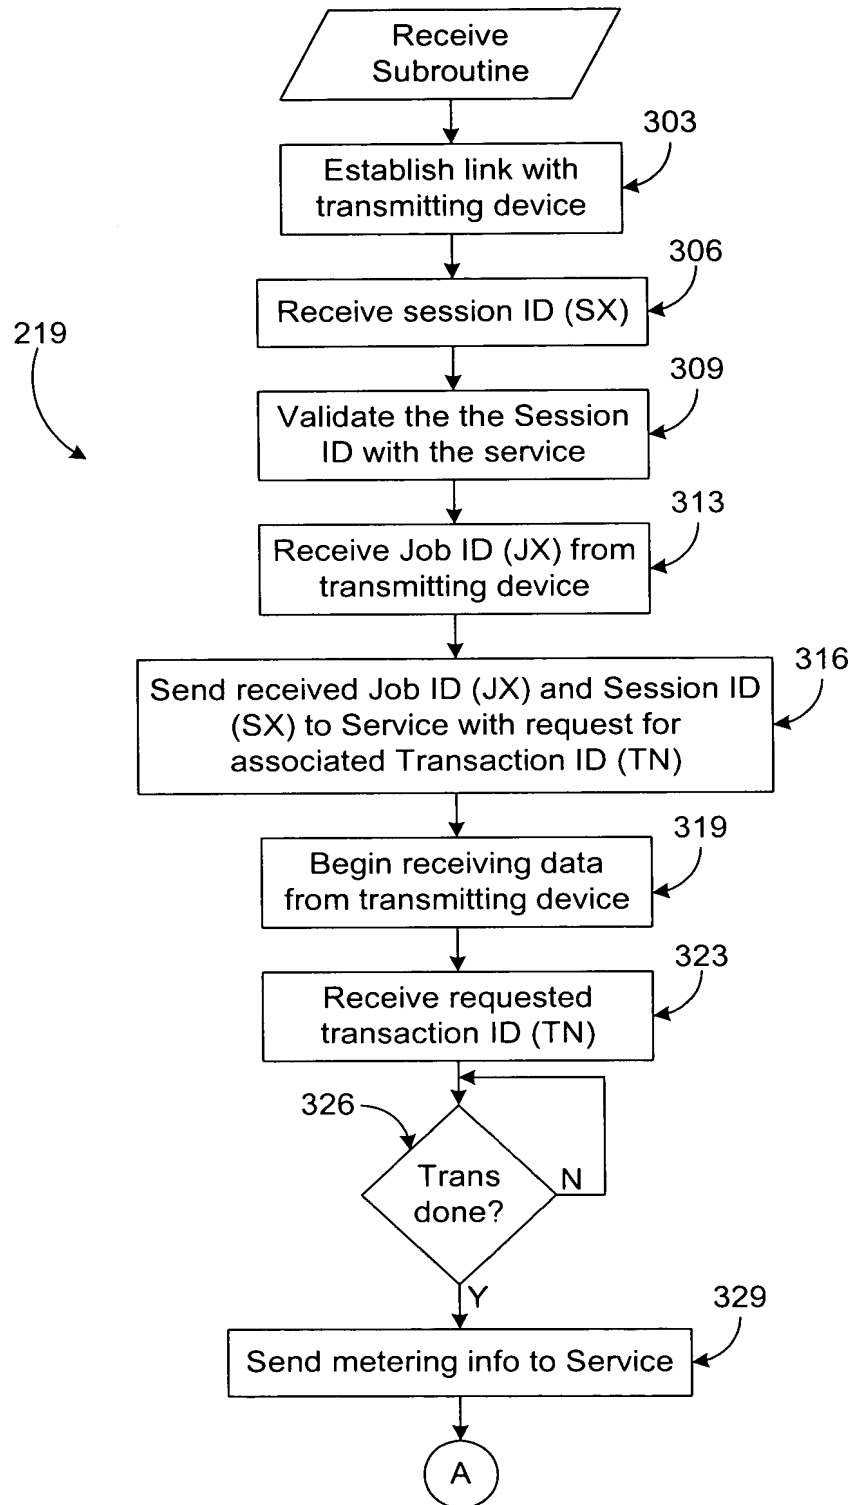 Receive
Subroutine
303
Establish link with
transmitting device
306
Receive session ID (SX)
219
309
Validate the the Session
ID with the service
313
Receive Job ID (JX) from
transmitting device
316
Send received Job ID (JX) and Session ID
(SX) to Service with request for
associated Transaction ID (TN)
319
Begin receiving data
from transmitting device
323
Receive requested
transaction ID (TN)
326
Trans
done?
N
Y
329
Send metering info to Service
A